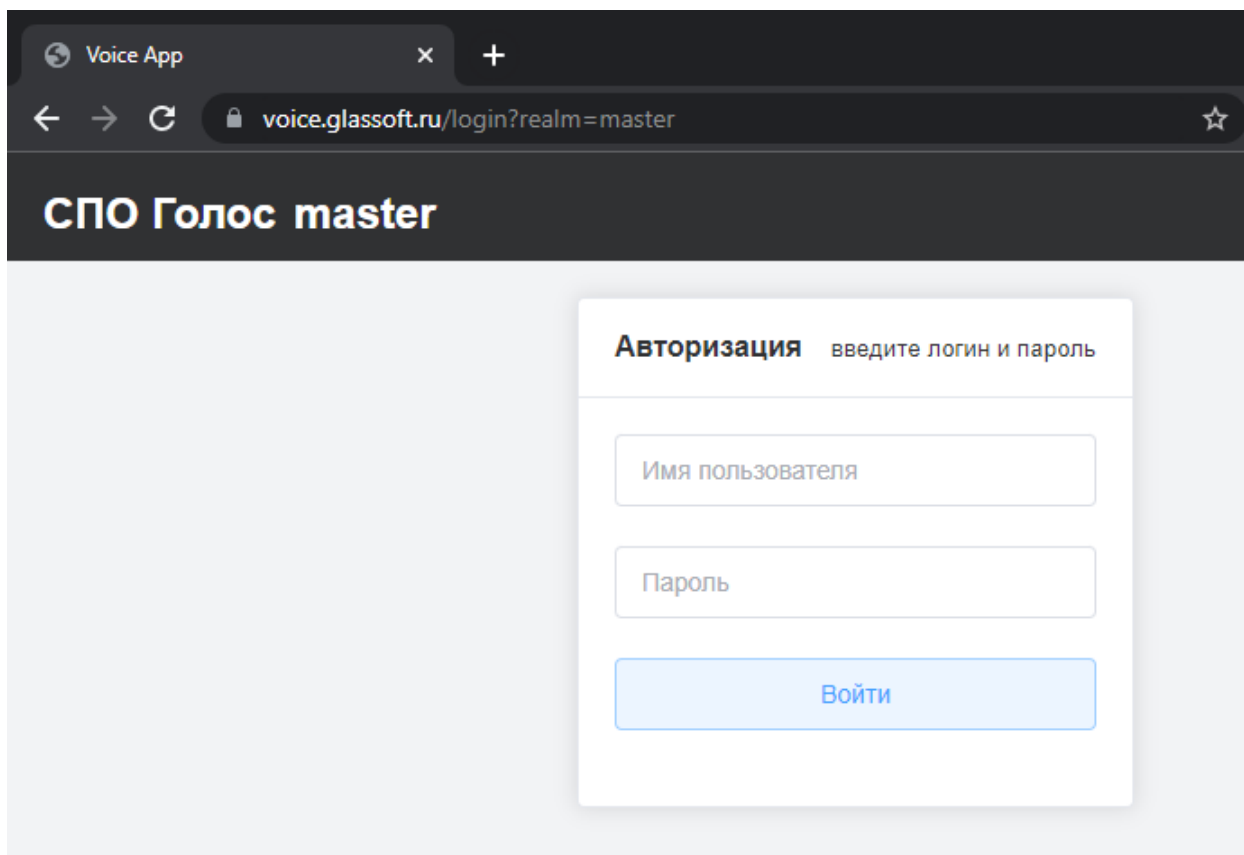 Voice App
voice.glassoft.ru/login?realm=master
СПО Голос master
Авторизация введите логин и пароль
Имя пользователя
Пароль
Войти